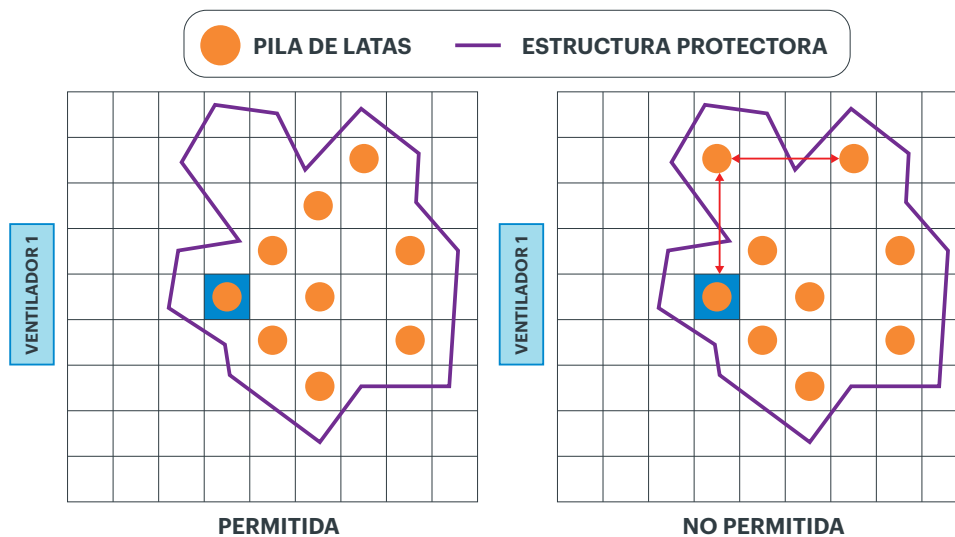 PILA DE LATAS
ESTRUCTURA PROTECTORA
VENTILADOR 1
VENTILADOR 1
PERMITIDA
NO PERMITIDA